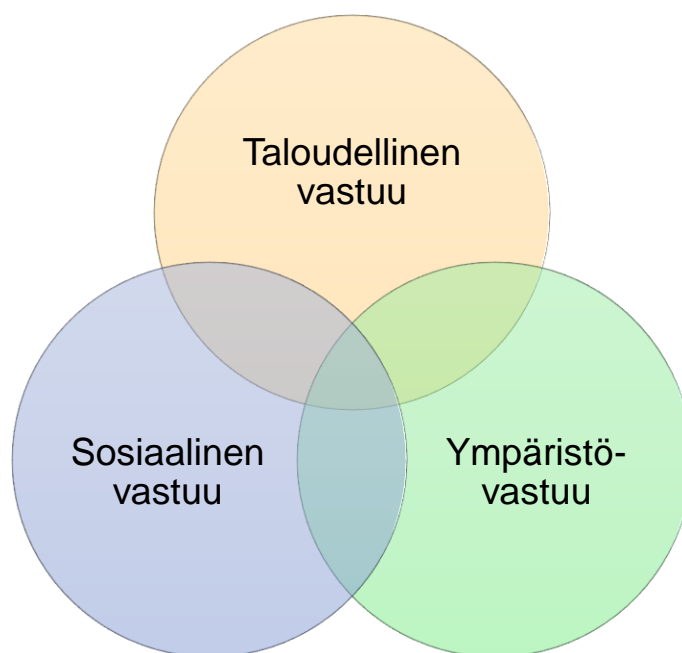 Taloudellinen
vastuu
Sosiaalinen
vastuu
Ympäristö-
vastuu